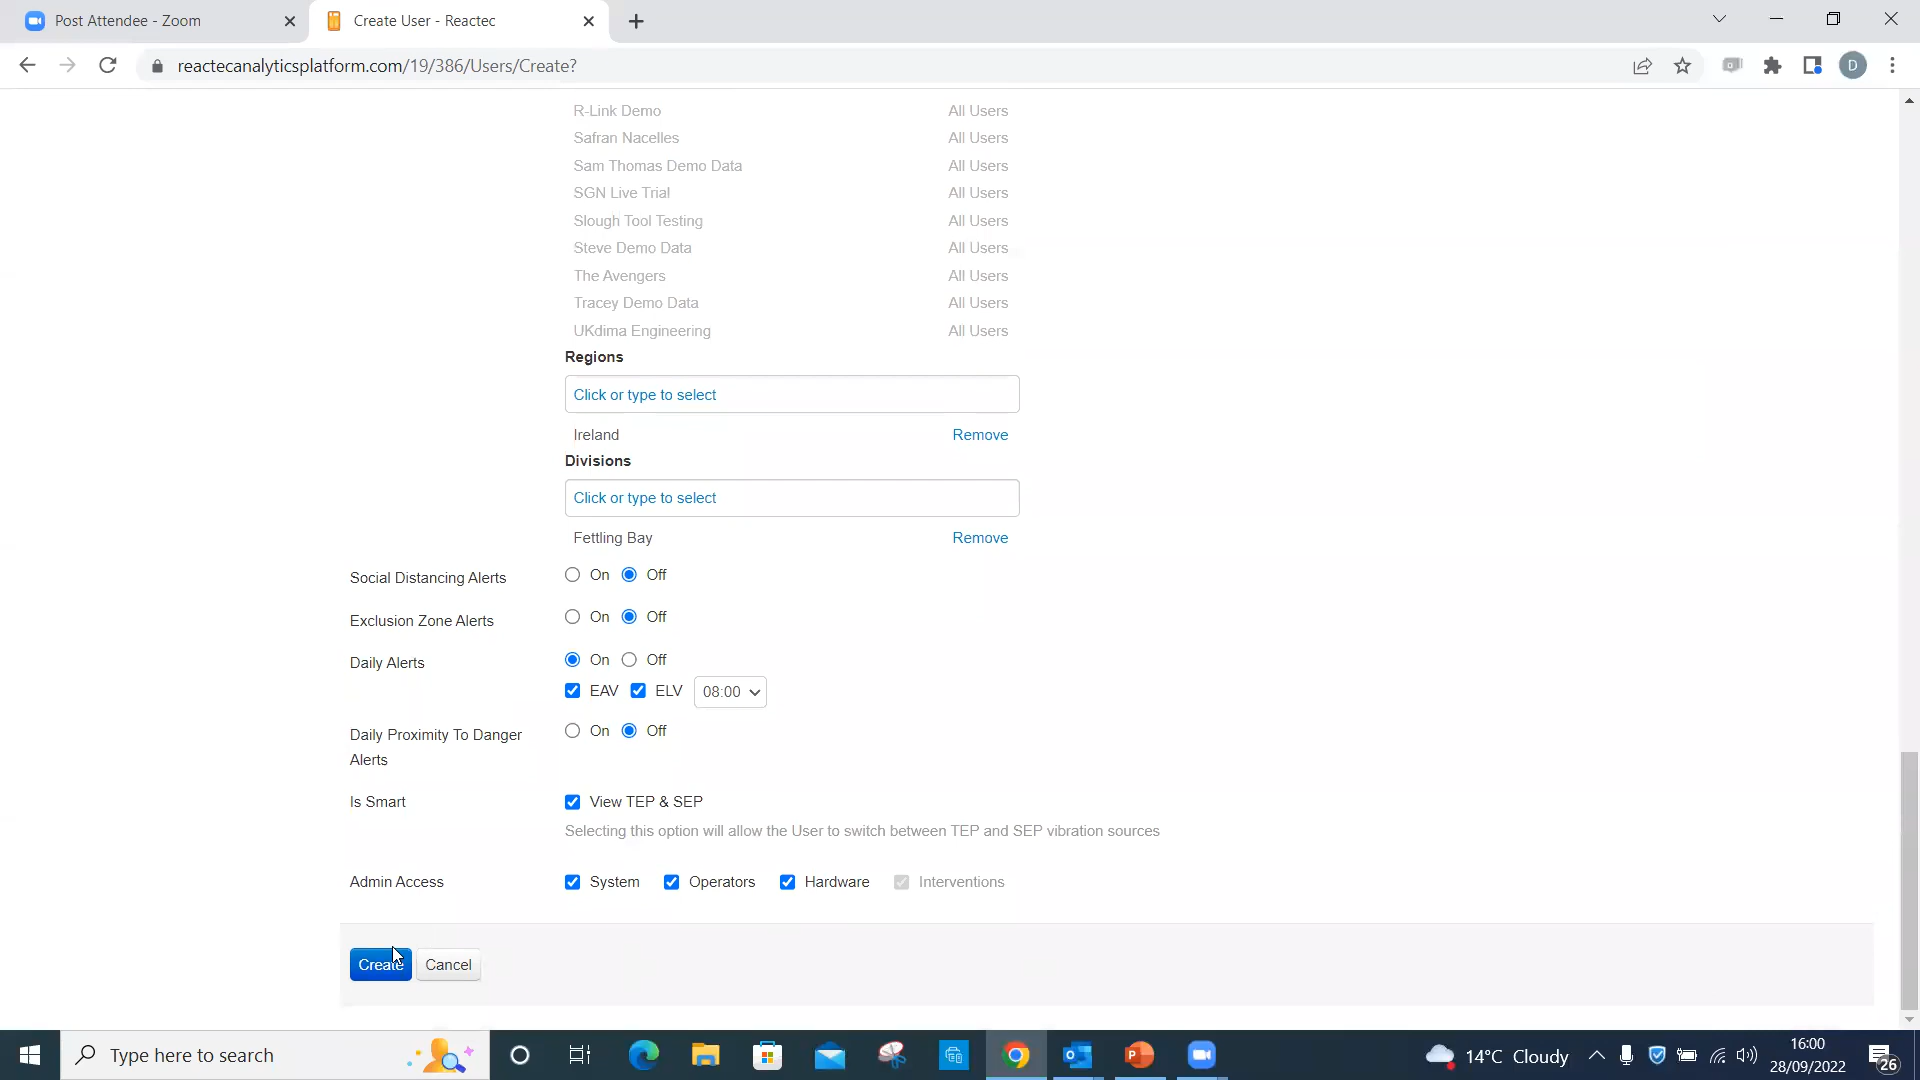 Post Attendee - Zoom
Create User - Reactec
reactecanalyticsplatform.com/19/386/Users/Create?
D
R-Link Demo All Users
Safran Nacelles All Users
Sam Thomas Demo Data All Users
SGN Live Trial All Users
Slough Tool Testing All Users
Steve Demo Data All Users
The Avengers All Users
Tracey Demo Data All Users
UKdima Engineering All Users
Regions
Click or type to select
Ireland Remove
Divisions
Click or type to select
Fettling Bay Remove
Social Distancing Alerts On Off
Exclusion Zone Alerts On Off
Daily Alerts On Off
EAV ELV 08:00
Daily Proximity To Danger Alerts On Off
Is Smart View TEP & SEP
Selecting this option will allow the User to switch between TEP and SEP vibration sources
Admin Access System Operators Hardware Interventions
Create Cancel
Type here to search
14°C Cloudy
16:00
28/09/2022
26